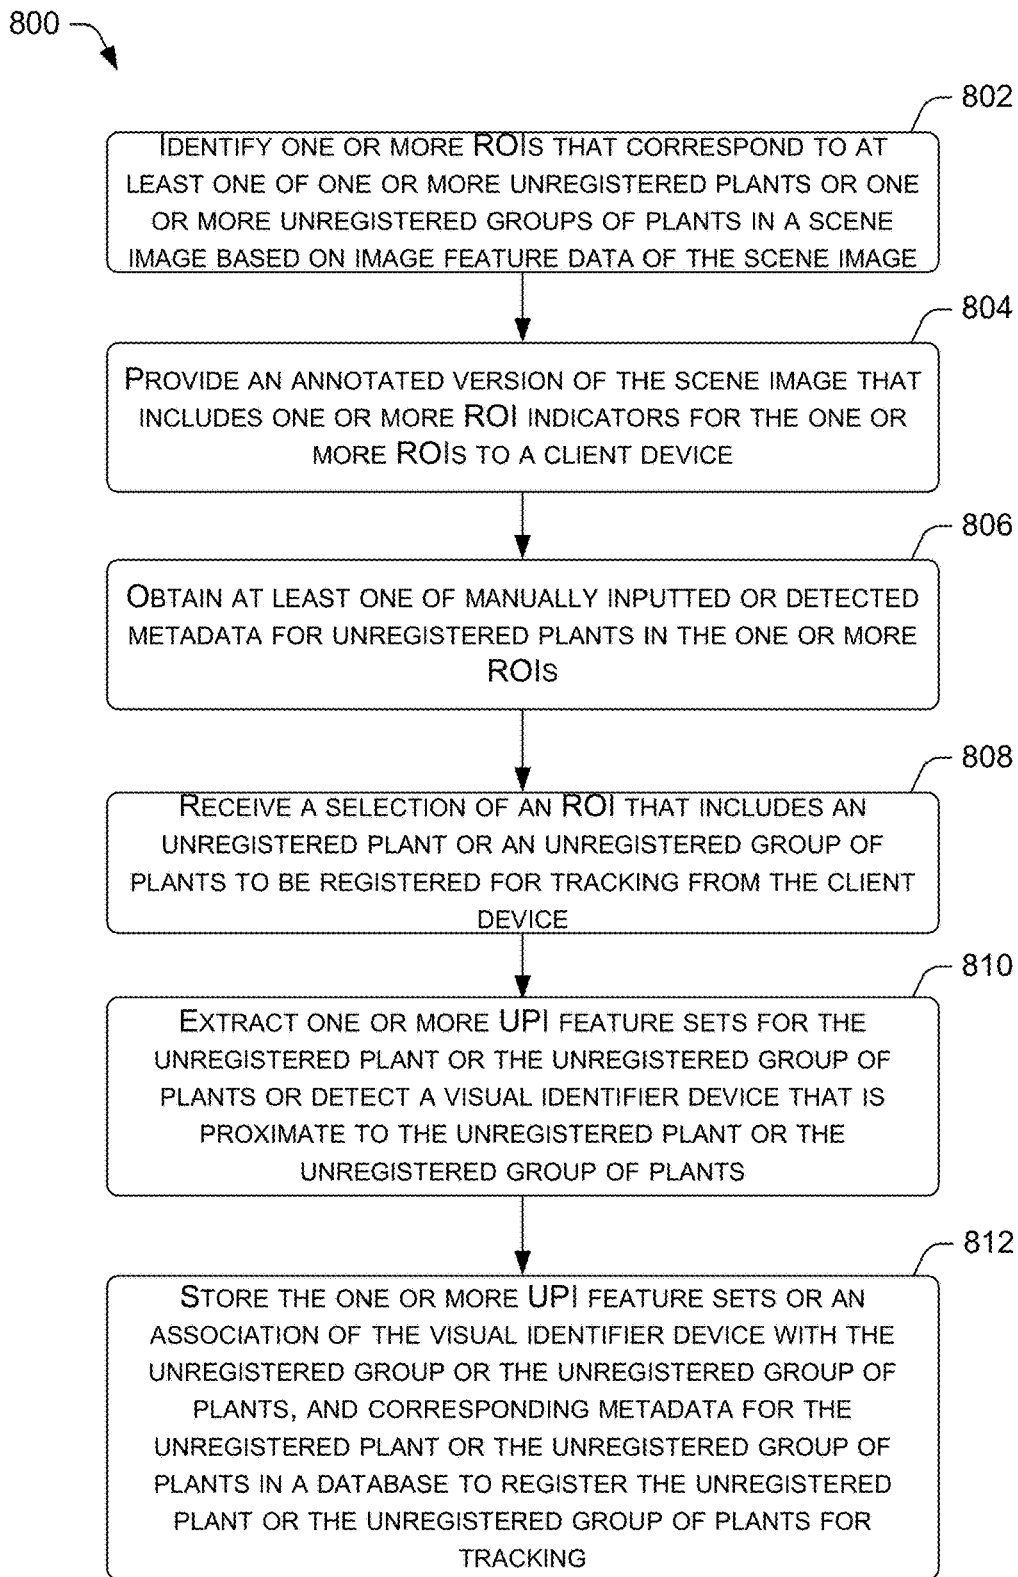 800
802
IDENTIFY ONE OR MORE ROIS THAT CORRESPOND TO AT
LEAST ONE OF ONE OR MORE UNREGISTERED PLANTS OR ONE
OR MORE UNREGISTERED GROUPS OF PLANTS IN A SCENE
IMAGE BASED ON IMAGE FEATURE DATA OF THE SCENE IMAGE
804
PROVIDE AN ANNOTATED VERSION OF THE SCENE IMAGE THAT
INCLUDES ONE OR MORE ROI INDICATORS FOR THE ONE OR
MORE ROIS TO A CLIENT DEVICE
806
OBTAIN AT LEAST ONE OF MANUALLY INPUTTED OR DETECTED
METADATA FOR UNREGISTERED PLANTS IN THE ONE OR MORE
ROIS
808
RECEIVE A SELECTION OF AN ROI THAT INCLUDES AN
UNREGISTERED PLANT OR AN UNREGISTERED GROUP OF
PLANTS TO BE REGISTERED FOR TRACKING FROM THE CLIENT
DEVICE
810
EXTRACT ONE OR MORE UPI FEATURE SETS FOR THE
UNREGISTERED PLANT OR THE UNREGISTERED GROUP OF
PLANTS OR DETECT A VISUAL IDENTIFIER DEVICE THAT IS
PROXIMATE TO THE UNREGISTERED PLANT OR THE
UNREGISTERED GROUP OF PLANTS
812
STORE THE ONE OR MORE UPI FEATURE SETS OR AN
ASSOCIATION OF THE VISUAL IDENTIFIER DEVICE WITH THE
UNREGISTERED GROUP OR THE UNREGISTERED GROUP OF
PLANTS, AND CORRESPONDING METADATA FOR THE
UNREGISTERED PLANT OR THE UNREGISTERED GROUP OF
PLANTS IN A DATABASE TO REGISTER THE UNREGISTERED
PLANT OR THE UNREGISTERED GROUP OF PLANTS FOR
TRACKING